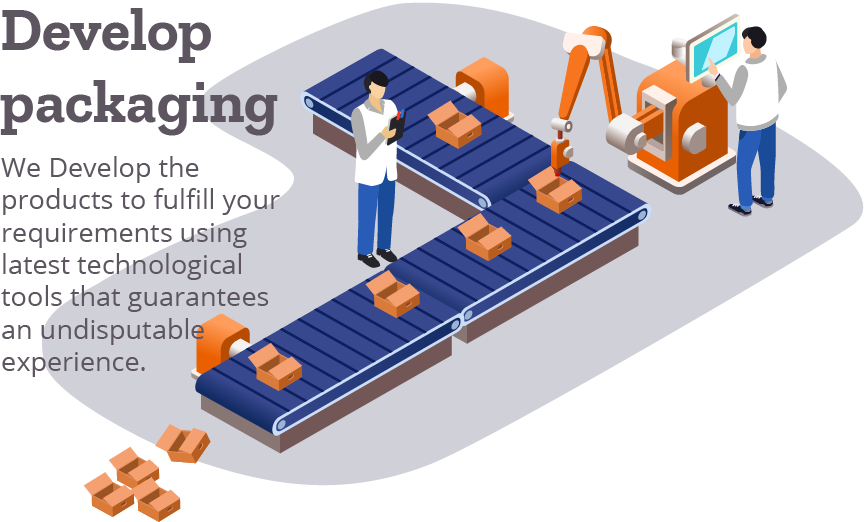 Develop
packaging
We Develop the
products to fulfill your
requirements using
latest technological
tools that guarantees
an undisputable
experience.